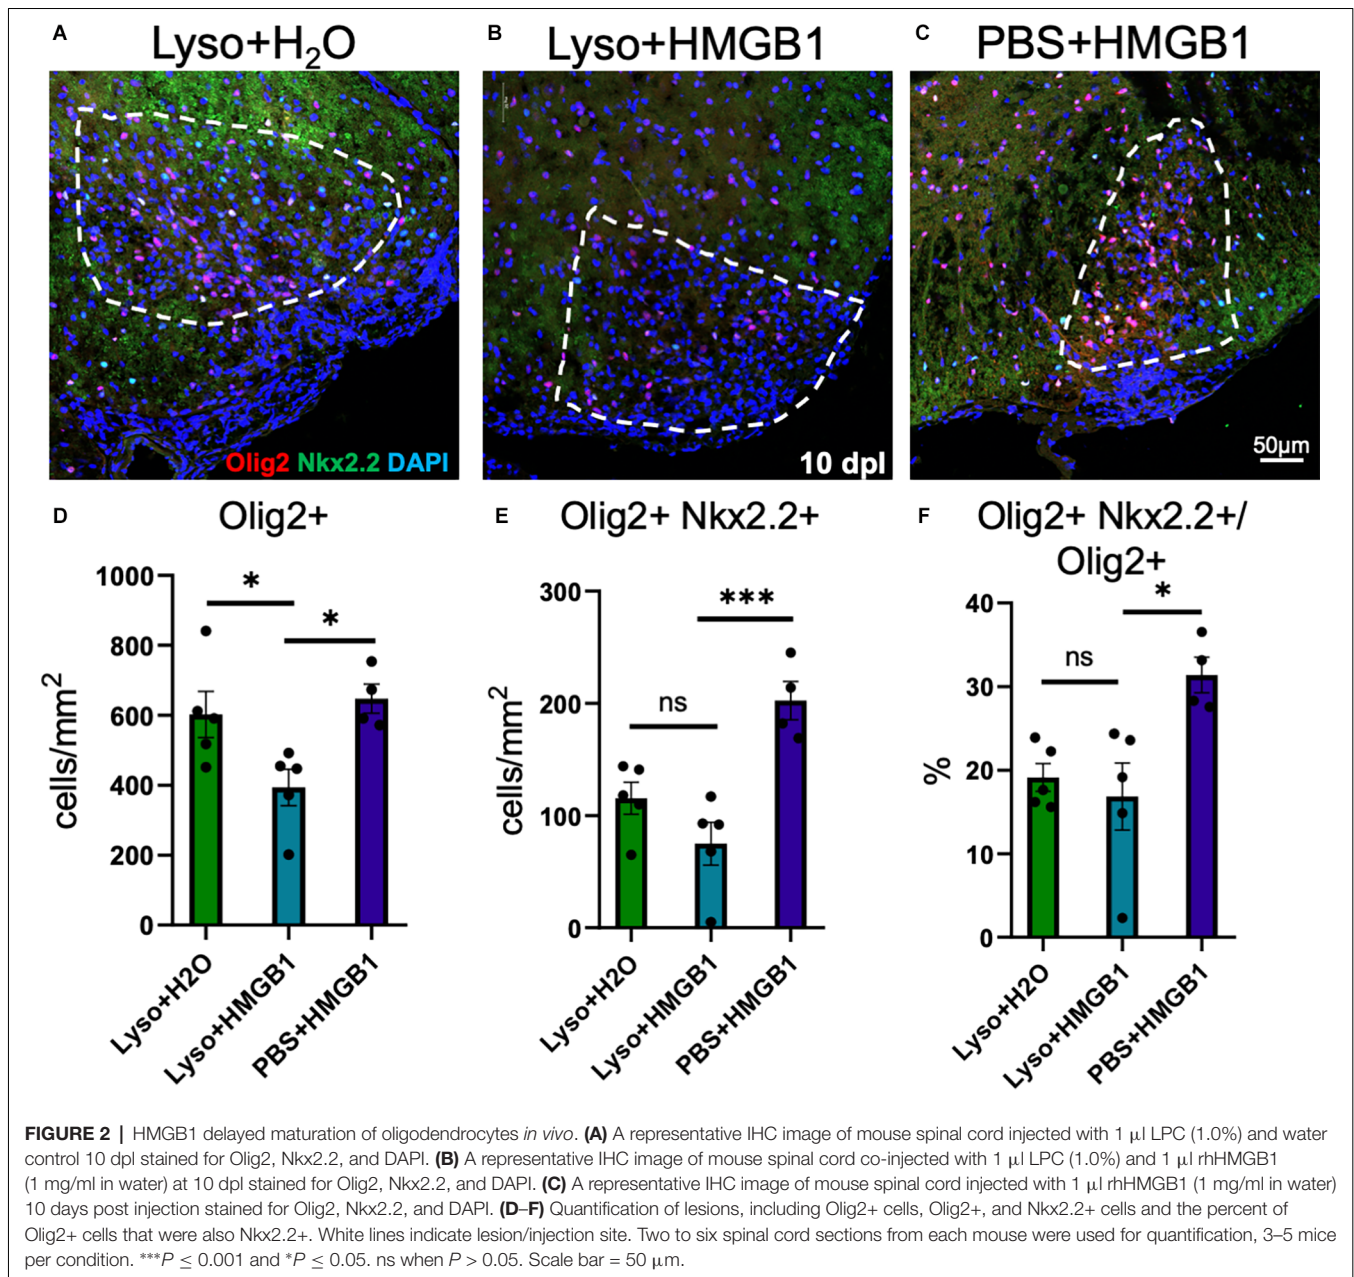 A
Lyso+H2O
B
Lyso+HMGB1
C
PBS+HMGB1
Olig2 Nkx2.2 DAPI
10 dpl
50µm
D
Olig2+
1000
800
600
400
200
0
cells/mm2
*
*
Lyso+H2O
Lyso+HMGB1
PBS+HMGB1
E
Olig2+ Nkx2.2+
300
200
100
0
cells/mm2
ns
***
Lyso+H2O
Lyso+HMGB1
PBS+HMGB1
F
Olig2+ Nkx2.2+/
Olig2+
40
30
20
10
0
%
ns
*
Lyso+H2O
Lyso+HMGB1
PBS+HMGB1
FIGURE 2 | HMGB1 delayed maturation of oligodendrocytes in vivo. (A) A representative IHC image of mouse spinal cord injected with 1 µl LPC (1.0%) and water
control 10 dpl stained for Olig2, Nkx2.2, and DAPI. (B) A representative IHC image of mouse spinal cord co-injected with 1 µl LPC (1.0%) and 1 µl rhHMGB1
(1 mg/ml in water) at 10 dpl stained for Olig2, Nkx2.2, and DAPI. (C) A representative IHC image of mouse spinal cord injected with 1 µl rhHMGB1 (1 mg/ml in water)
10 days post injection stained for Olig2, Nkx2.2, and DAPI. (D–F) Quantification of lesions, including Olig2+ cells, Olig2+, and Nkx2.2+ cells and the percent of
Olig2+ cells that were also Nkx2.2+. White lines indicate lesion/injection site. Two to six spinal cord sections from each mouse were used for quantification, 3–5 mice
per condition. ***P ≤ 0.001 and *P ≤ 0.05. ns when P > 0.05. Scale bar = 50 µm.